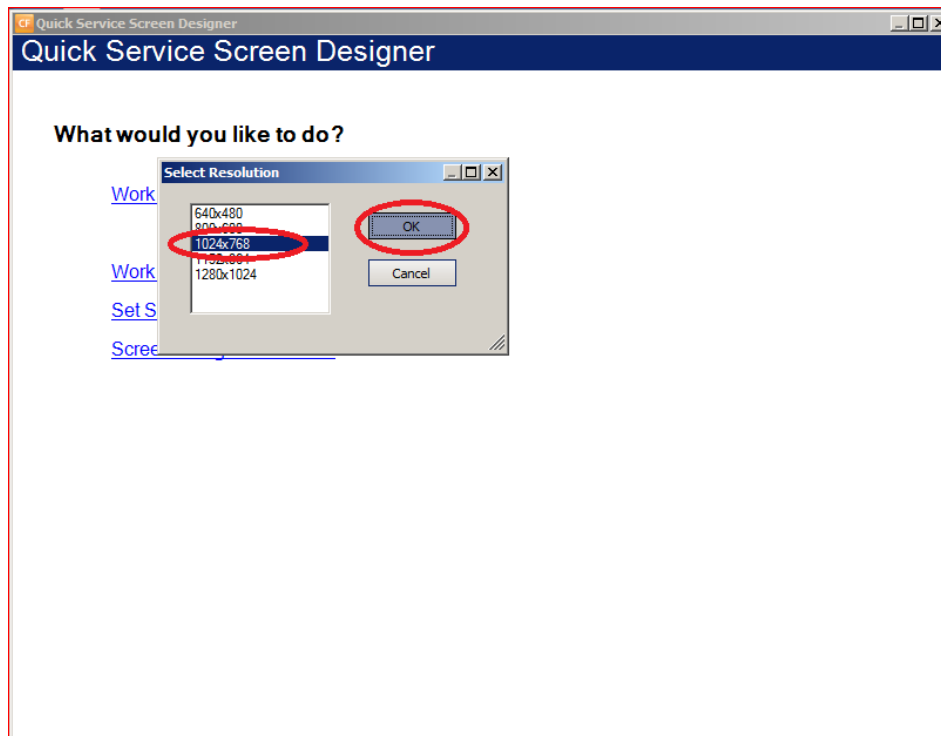 CF Quick Service Screen Designer
Quick Service Screen Designer
What would you like to do?
Select Resolution
Work
640x480
OK
1024x768
1280x1024
Cancel
Work
Set S
Scree